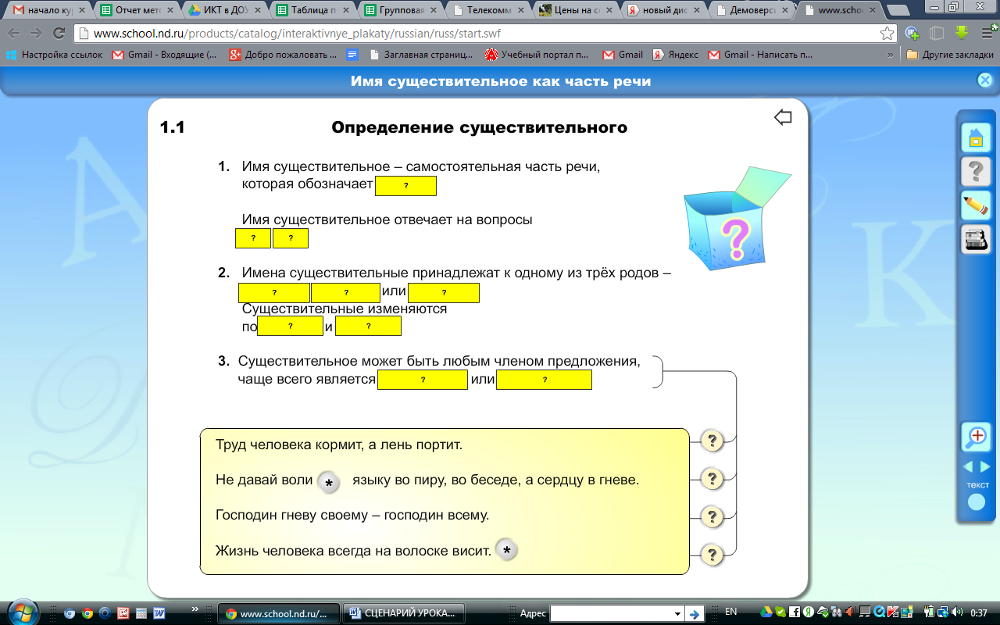 начало кур
Отчет мето
ИКТ в ДОУ
Таблица п
Групповая
Телекомм
Цены на с
новый дис
Демоверс
www.scho
www.school.nd.ru/products/catalog/interaktivnye_plakaty/russian/russ/start.swf
Настройка ссылок
Gmail - Входящие (...
Добро пожаловать ...
Заглавная страниц...
Учебный портал п...
Gmail
Яндекс
Gmail - Написать п...
»
Другие закладки
Имя существительное как часть речи
1.1 Определение существительного
1. Имя существительное – самостоятельная часть речи,
которая обозначает ?
Имя существительное отвечает на вопросы
? ?
2. Имена существительные принадлежат к одному из трёх родов –
? ? или ?
Существительные изменяются
по ? и ?
3. Существительное может быть любым членом предложения,
чаще всего является ? или ?
Труд человека кормит, а лень портит. ?
Не давай воли * языку во пиру, во беседе, а сердцу в гневе. ?
Господин гневу своему – господин всему. ?
Жизнь человека всегда на волоске висит. * ?
текст
www.school.nd.ru/...
СЦЕНАРИЙ УРОКА...
Адрес
EN
0:37